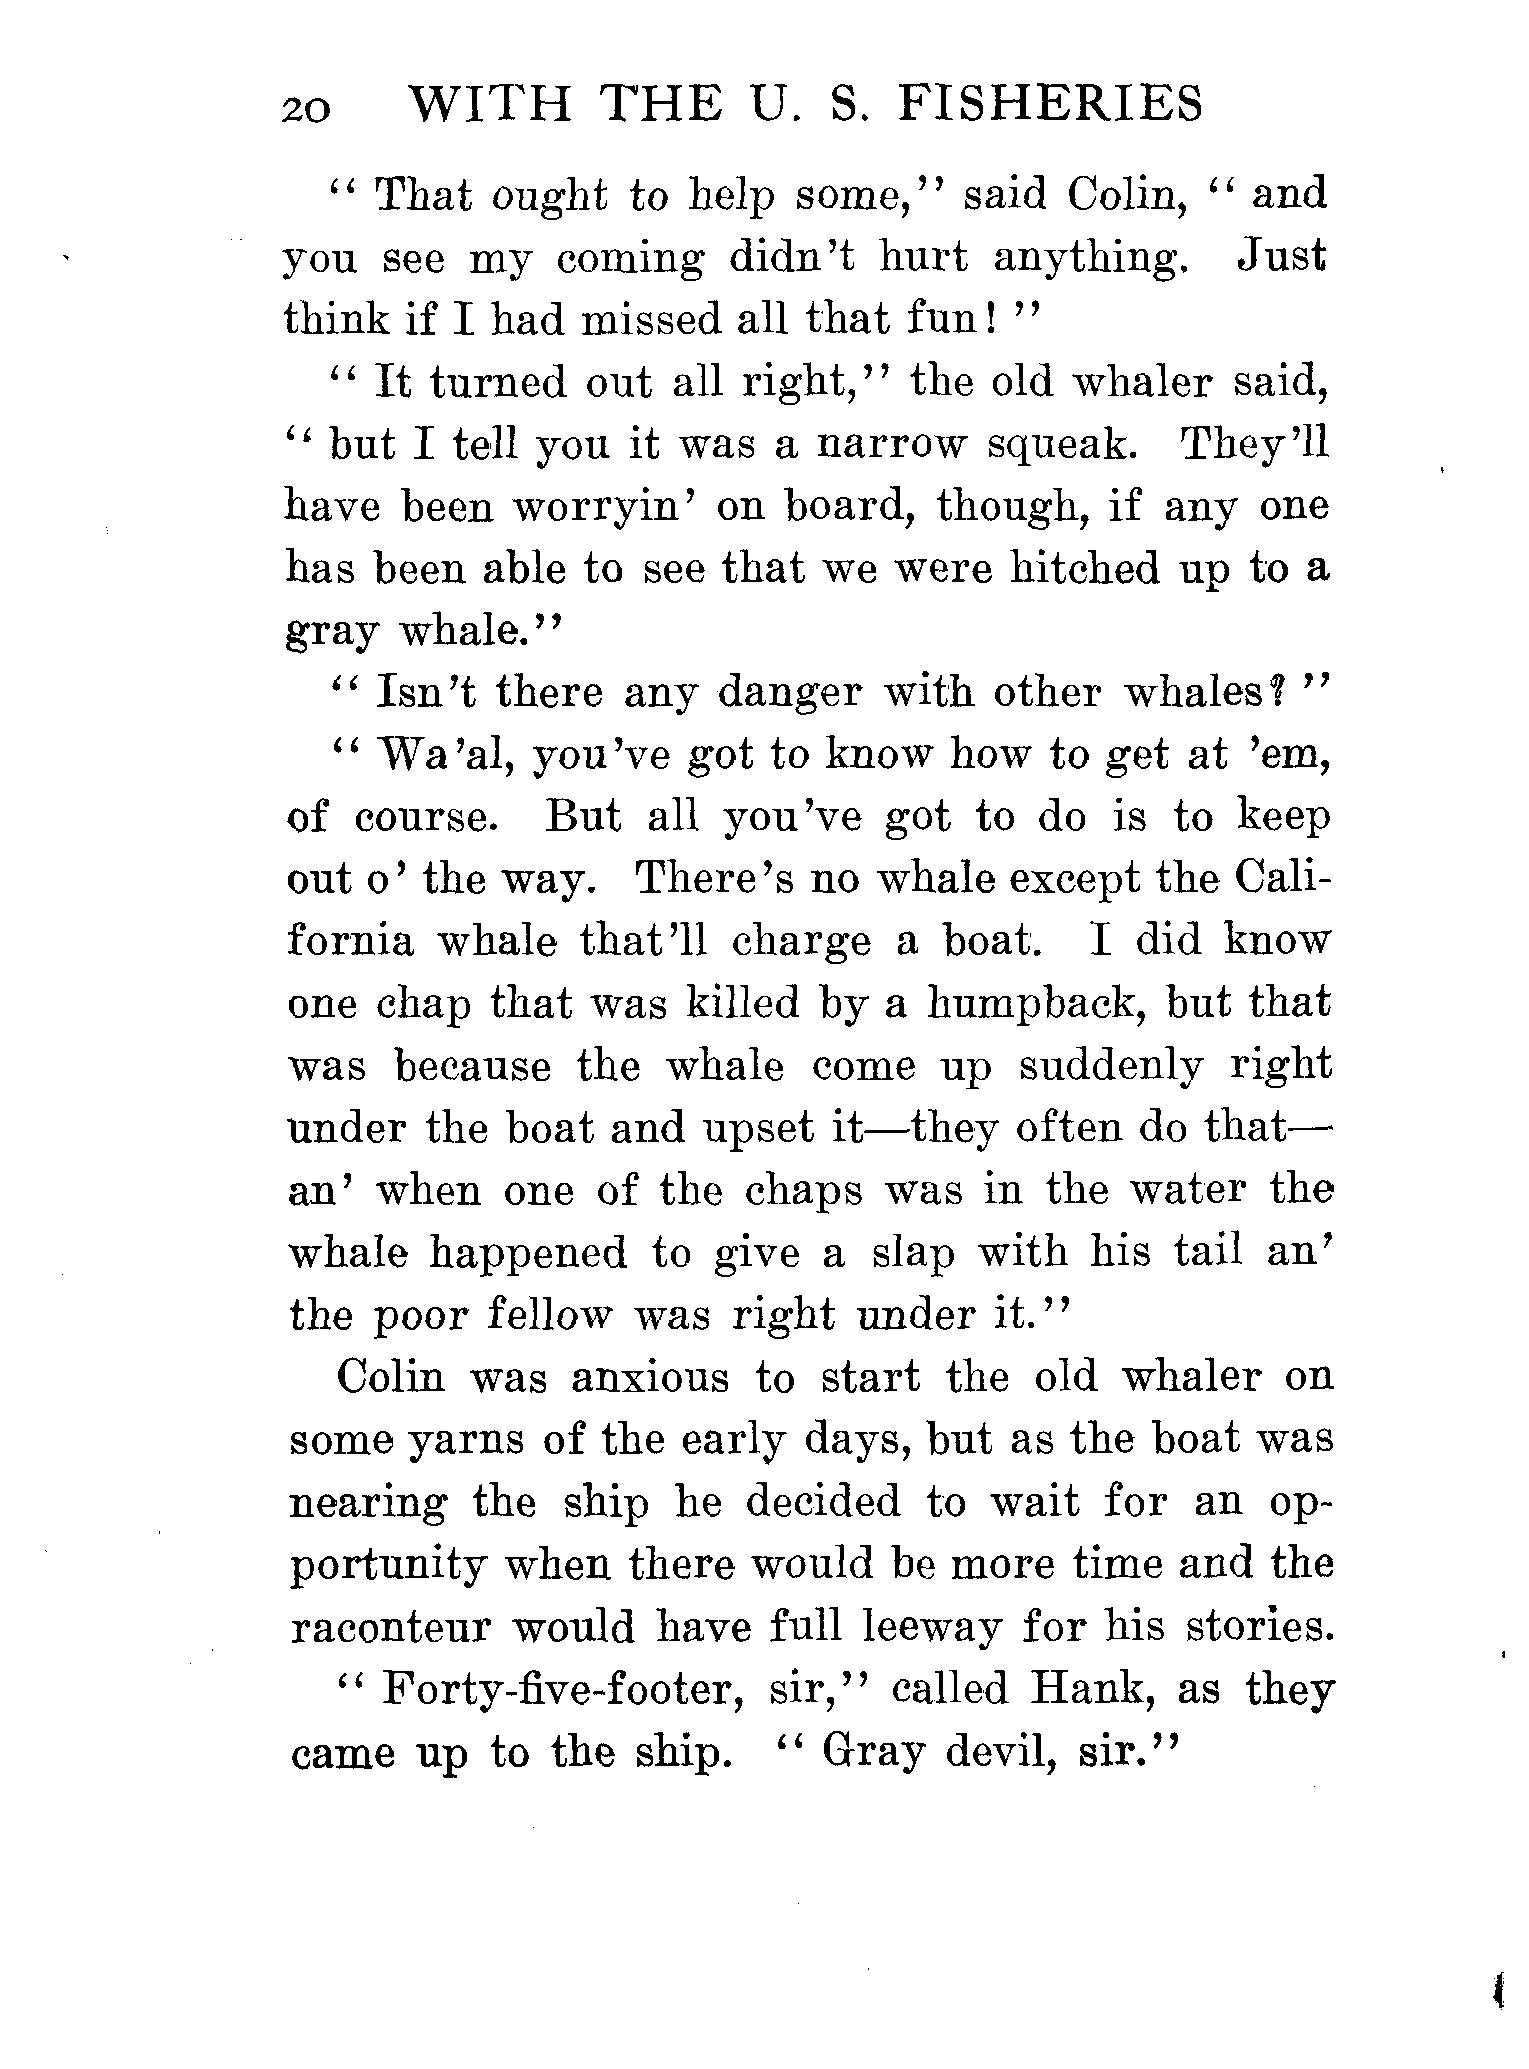 20 WITH THE U. S. FISHERIES
“ That ought to help some,” said Colin, “ and
you see my coming didn’t hurt anything. Just
think if I had missed all that fun! ”
“ It turned out all right,” the old whaler said,
“ but I tell you it was a narrow squeak. They’ll
have been worryin’ on board, though, if any one
has been able to see that we were hitched up to a
gray whale.”
“ Isn’t there any danger with other whales? ”
“ Wa’al, you’ve got to know how to get at ’em,
of course. But all you’ve got to do is to keep
out o’ the way. There’s no whale except the Cali-
fornia whale that’ll charge a boat. I did know
one chap that was killed by a humpback, but that
was because the whale come up suddenly right
under the boat and upset it—they often do that—
an’ when one of the chaps was in the water the
whale happened to give a slap with his tail an’
the poor fellow was right under it.”
Colin was anxious to start the old whaler on
some yarns of the early days, but as the boat was
nearing the ship he decided to wait for an op-
portunity when there would be more time and the
raconteur would have full leeway for his stories.
“ Forty-five-footer, sir,” called Hank, as they
came up to the ship. “ Gray devil, sir.”